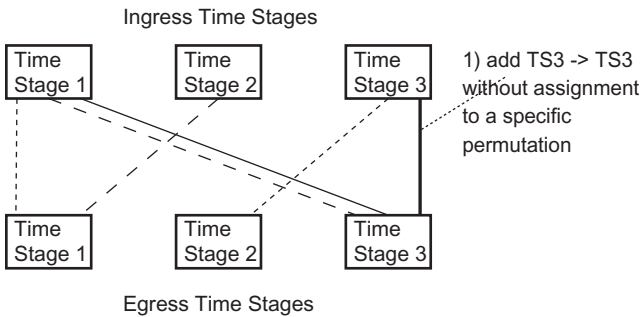 Ingress Time Stages
Time
Stage 1
Time
Stage 2
Time
Stage 3
1) add TS3 -> TS3
without assignment
to a specific
permutation
Time
Stage 1
Time
Stage 2
Time
Stage 3
Egress Time Stages